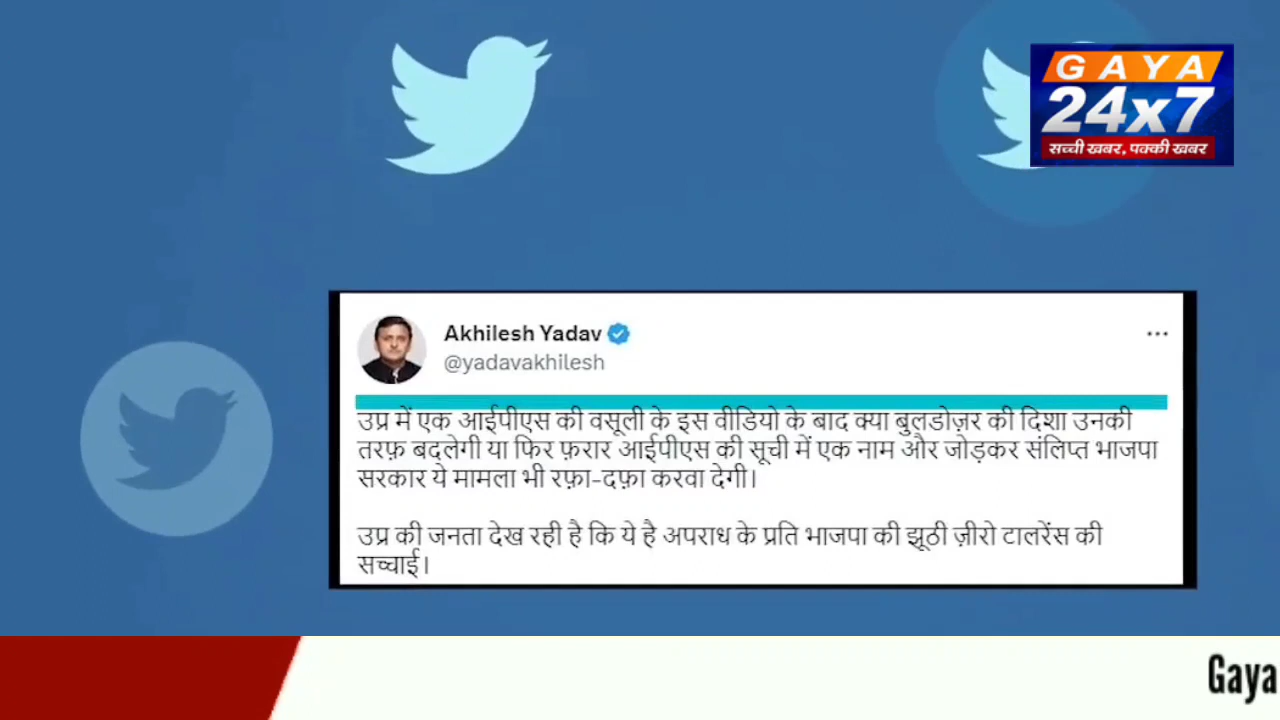 GAYA
24x7
सच्ची खबर, पक्की खबर
Akhilesh Yadav
@yadavakhilesh
उप्र में एक आईपीएस की वसूली के इस वीडियो के बाद क्या बुलडोज़र की दिशा उनकी
तरफ़ बदलेगी या फिर फ़रार आईपीएस की सूची में एक नाम और जोड़कर संलिप्त भाजपा
सरकार ये मामला भी रफ़ा-दफ़ा करवा देगी।
उप्र की जनता देख रही है कि ये है अपराध के प्रति भाजपा की झूठी ज़ीरो टालरेंस की
सच्चाई।
Gaya